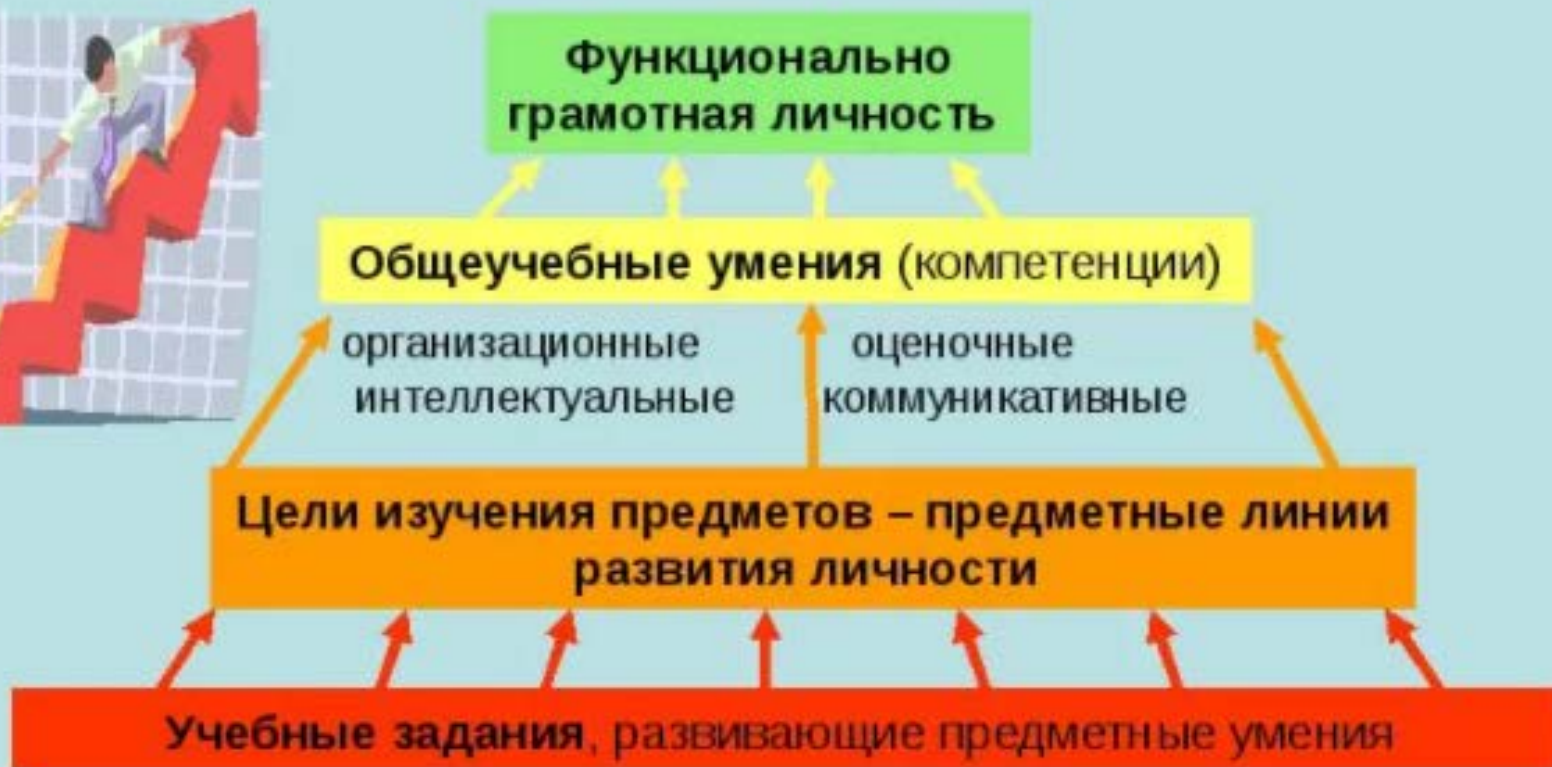 Функционально
грамотная личность
Общеучебные умения (компетенции)
организационные оценочные
интеллектуальные коммуникативные
Цели изучения предметов – предметные линии
развития личности
Учебные задания, развивающие предметные умения